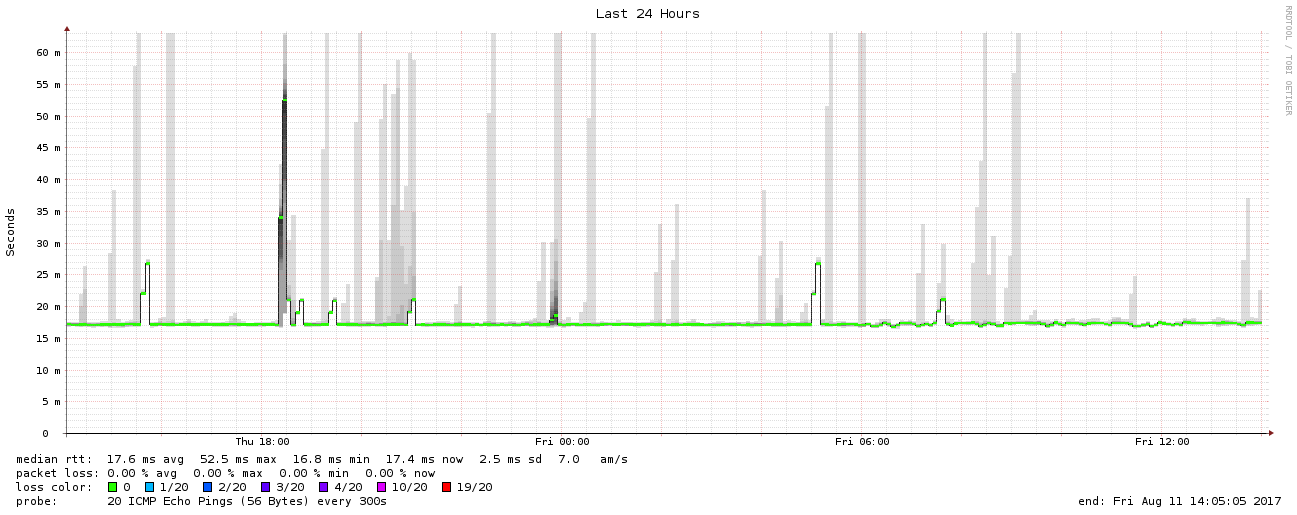 Last 24 Hours
RRDTOOL / TOBI OETIKER
Seconds
60 m
55 m
50 m
45 m
40 m
35 m
30 m
25 m
20 m
15 m
10 m
5 m
0
Thu 18:00 Fri 00:00 Fri 06:00 Fri 12:00
median rtt: 17.6 ms avg 52.5 ms max 16.8 ms min 17.4 ms now 2.5 ms sd 7.0 am/s
packet loss: 0.00 % avg 0.00 % max 0.00 % min 0.00 % now
loss color: 0 1/20 2/20 3/20 4/20 10/20 19/20
probe: 20 ICMP Echo Pings (56 Bytes) every 300s end: Fri Aug 11 14:05:05 2017